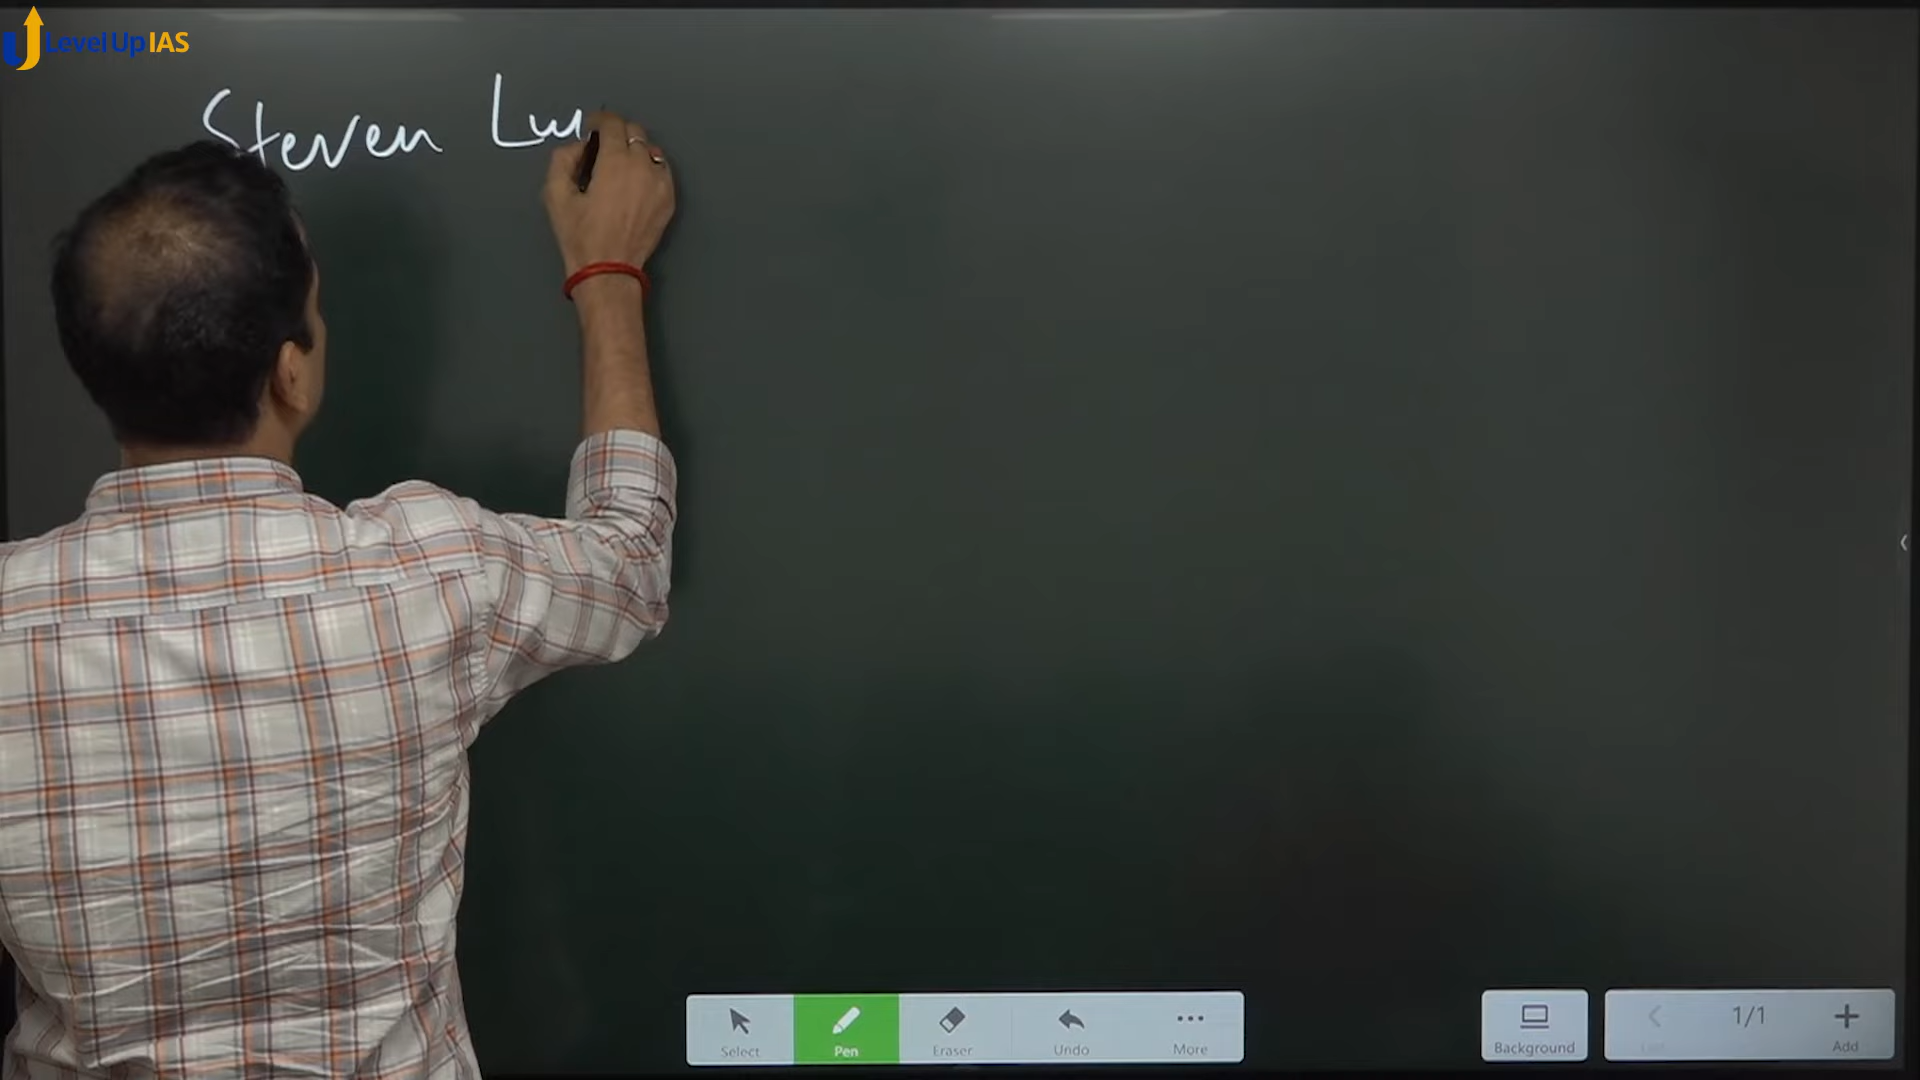 Level Up IAS
Steven Lu
Select
Pen
Eraser
Undo
More
Background
1/1
Add